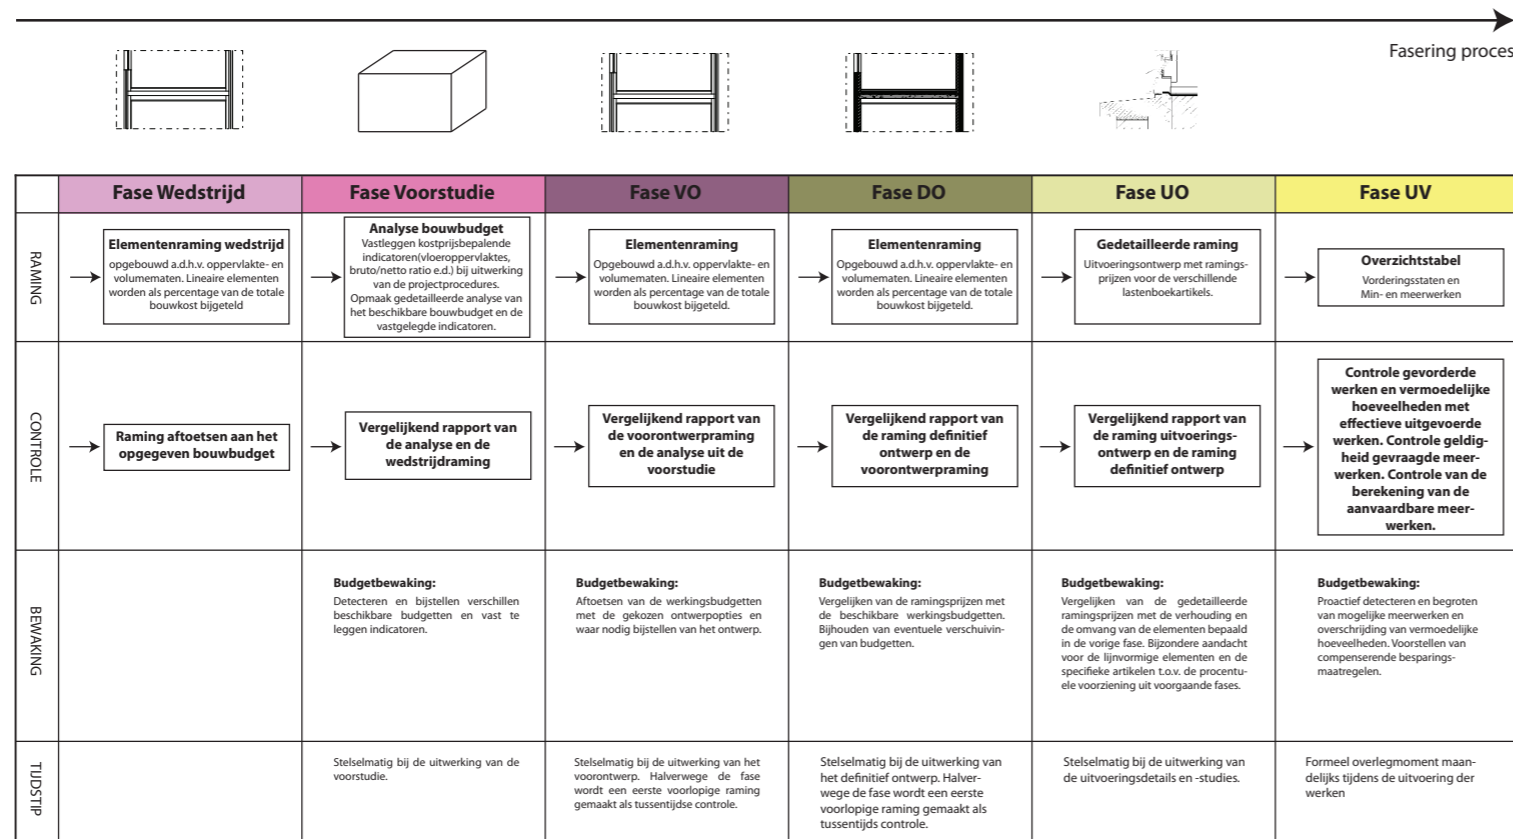 Fasering proces
Fase Wedstrijd
Fase Voorstudie
Fase VO
Fase DO
Fase UO
Fase UV
RAMING
Elementenraming wedstrijd
opgebouwd a.d.h.v. oppervlakte- en
volumematen. Lineaire elementen
worden als percentage van de totale
bouwkost bijgeteld
Analyse bouwbudget
Vastleggen kostprijsbepalende
indicatoren(vloeroppervlaktes,
bruto/netto ratio e.d.) bij uitwerking
van de projectprocedures.
Opmaak gedetailleerde analyse van
het beschikbare bouwbudget en de
vastgelegde indicatoren.
Elementenraming
Opgebouwd a.d.h.v. oppervlakte- en
volumematen. Lineaire elementen
worden als percentage van de totale
bouwkost bijgeteld.
Elementenraming
Opgebouwd a.d.h.v. oppervlakte- en
volumematen. Lineaire elementen
worden als percentage van de totale
bouwkost bijgeteld.
Gedetailleerde raming
Uitvoeringsontwerp met ramings-
prijzen voor de verschillende
lastenboekartikels.
Overzichtstabel
Vorderingsstaten en
Min- en meerwerken
CONTROLE
Raming aftoetsen aan het
opgegeven bouwbudget
Vergelijkend rapport van
de analyse en de
wedstrijdraming
Vergelijkend rapport van
de voorontwerpraming
en de analyse uit de
voorstudie
Vergelijkend rapport van
de raming definitief
ontwerp en de
voorontwerpraming
Vergelijkend rapport van
de raming uitvoerings-
ontwerp en de raming
definitief ontwerp
Controle gevorderde
werken en vermoedelijke
hoeveelheden met
effectieve uitgevoerde
werken. Controle geldig-
heid gevraagde meer-
werken. Controle van de
berekening van de
aanvaardbare meer-
werken.
BEWAKING
Budgetbewaking:
Detecteren en bijstellen verschillen
beschikbare budgetten en vast te
leggen indicatoren.
Budgetbewaking:
Aftoetsen van de werkingsbudgetten
met de gekozen ontwerpopties en
waar nodig bijstellen van het ontwerp.
Budgetbewaking:
Vergelijken van de ramingsprijzen met
de beschikbare werkingsbudgetten.
Bijhouden van eventuele verschuivin-
gen van budgetten.
Budgetbewaking:
Vergelijken van de gedetailleerde
ramingsprijzen met de verhouding en
de omvang van de elementen bepaald
in de vorige fase. Bijzondere aandacht
voor de lijnvormige elementen en de
specifieke artikelen t.o.v. de procentu-
ele voorziening uit voorgaande fases.
Budgetbewaking:
Proactief detecteren en begroten
van mogelijke meerwerken en
overschrijding van vermoedelijke
hoeveelheden. Voorstellen van
compenserende besparings-
maatregelen.
TIJDSTIP
Stelselmatig bij de uitwerking van de
voorstudie.
Stelselmatig bij de uitwerking van het
voorontwerp. Halverwege de fase
wordt een eerste voorlopige raming
gemaakt als tussentijdse controle.
Stelselmatig bij de uitwerking van
het definitief ontwerp. Halver-
wege de fase wordt een eerste
voorlopige raming gemaakt als
tussentijds controle.
Stelselmatig bij de uitwerking van
de uitvoeringsdetails en -studies.
Formeel overlegmoment maan-
delijks tijdens de uitvoering der
werken